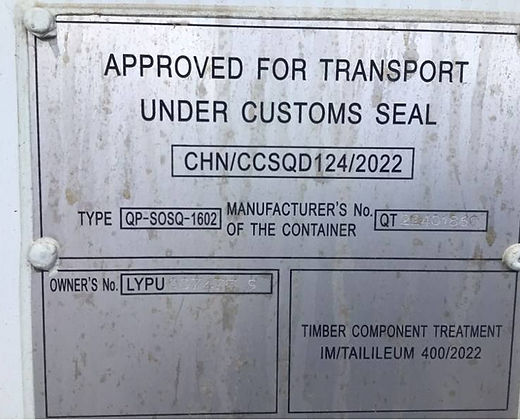 APPROVED FOR TRANSPORT
UNDER CUSTOMS SEAL
CHN/CCSQD124/2022
TYPE QP-SOSQ-1602 MANUFACTURER'S No.
OF THE CONTAINER QT
OWNER'S No. LYPU
TIMBER COMPONENT TREATMENT
IM/TAILILEUM 400/2022